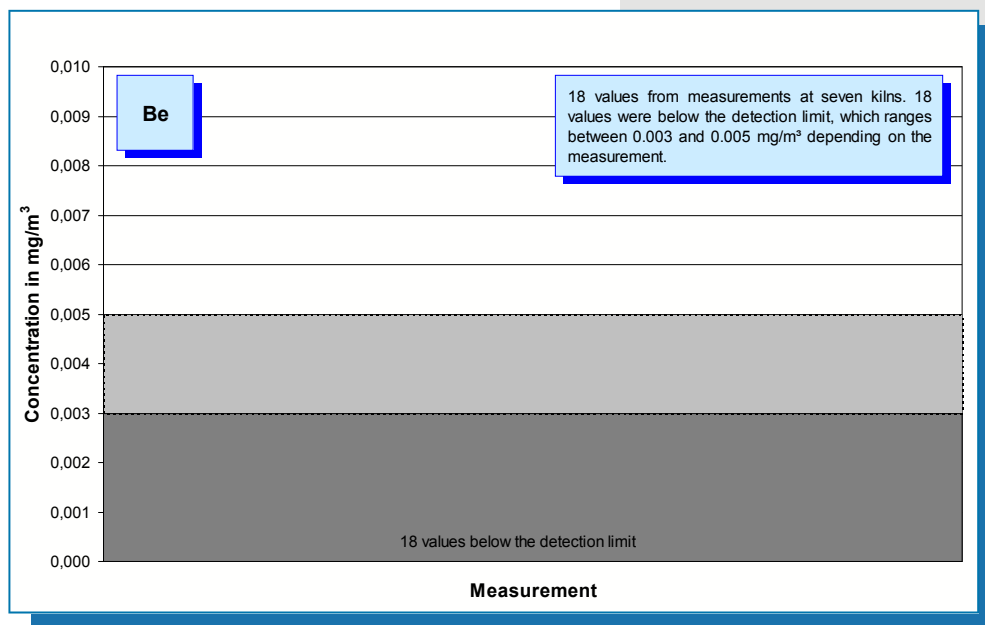 Be
18 values from measurements at seven kilns. 18
values were below the detection limit, which ranges
between 0.003 and 0.005 mg/m³ depending on the
measurement.
Concentration in mg/m³
0,010
0,009
0,008
0,007
0,006
0,005
0,004
0,003
0,002
0,001
0,000
18 values below the detection limit
Measurement